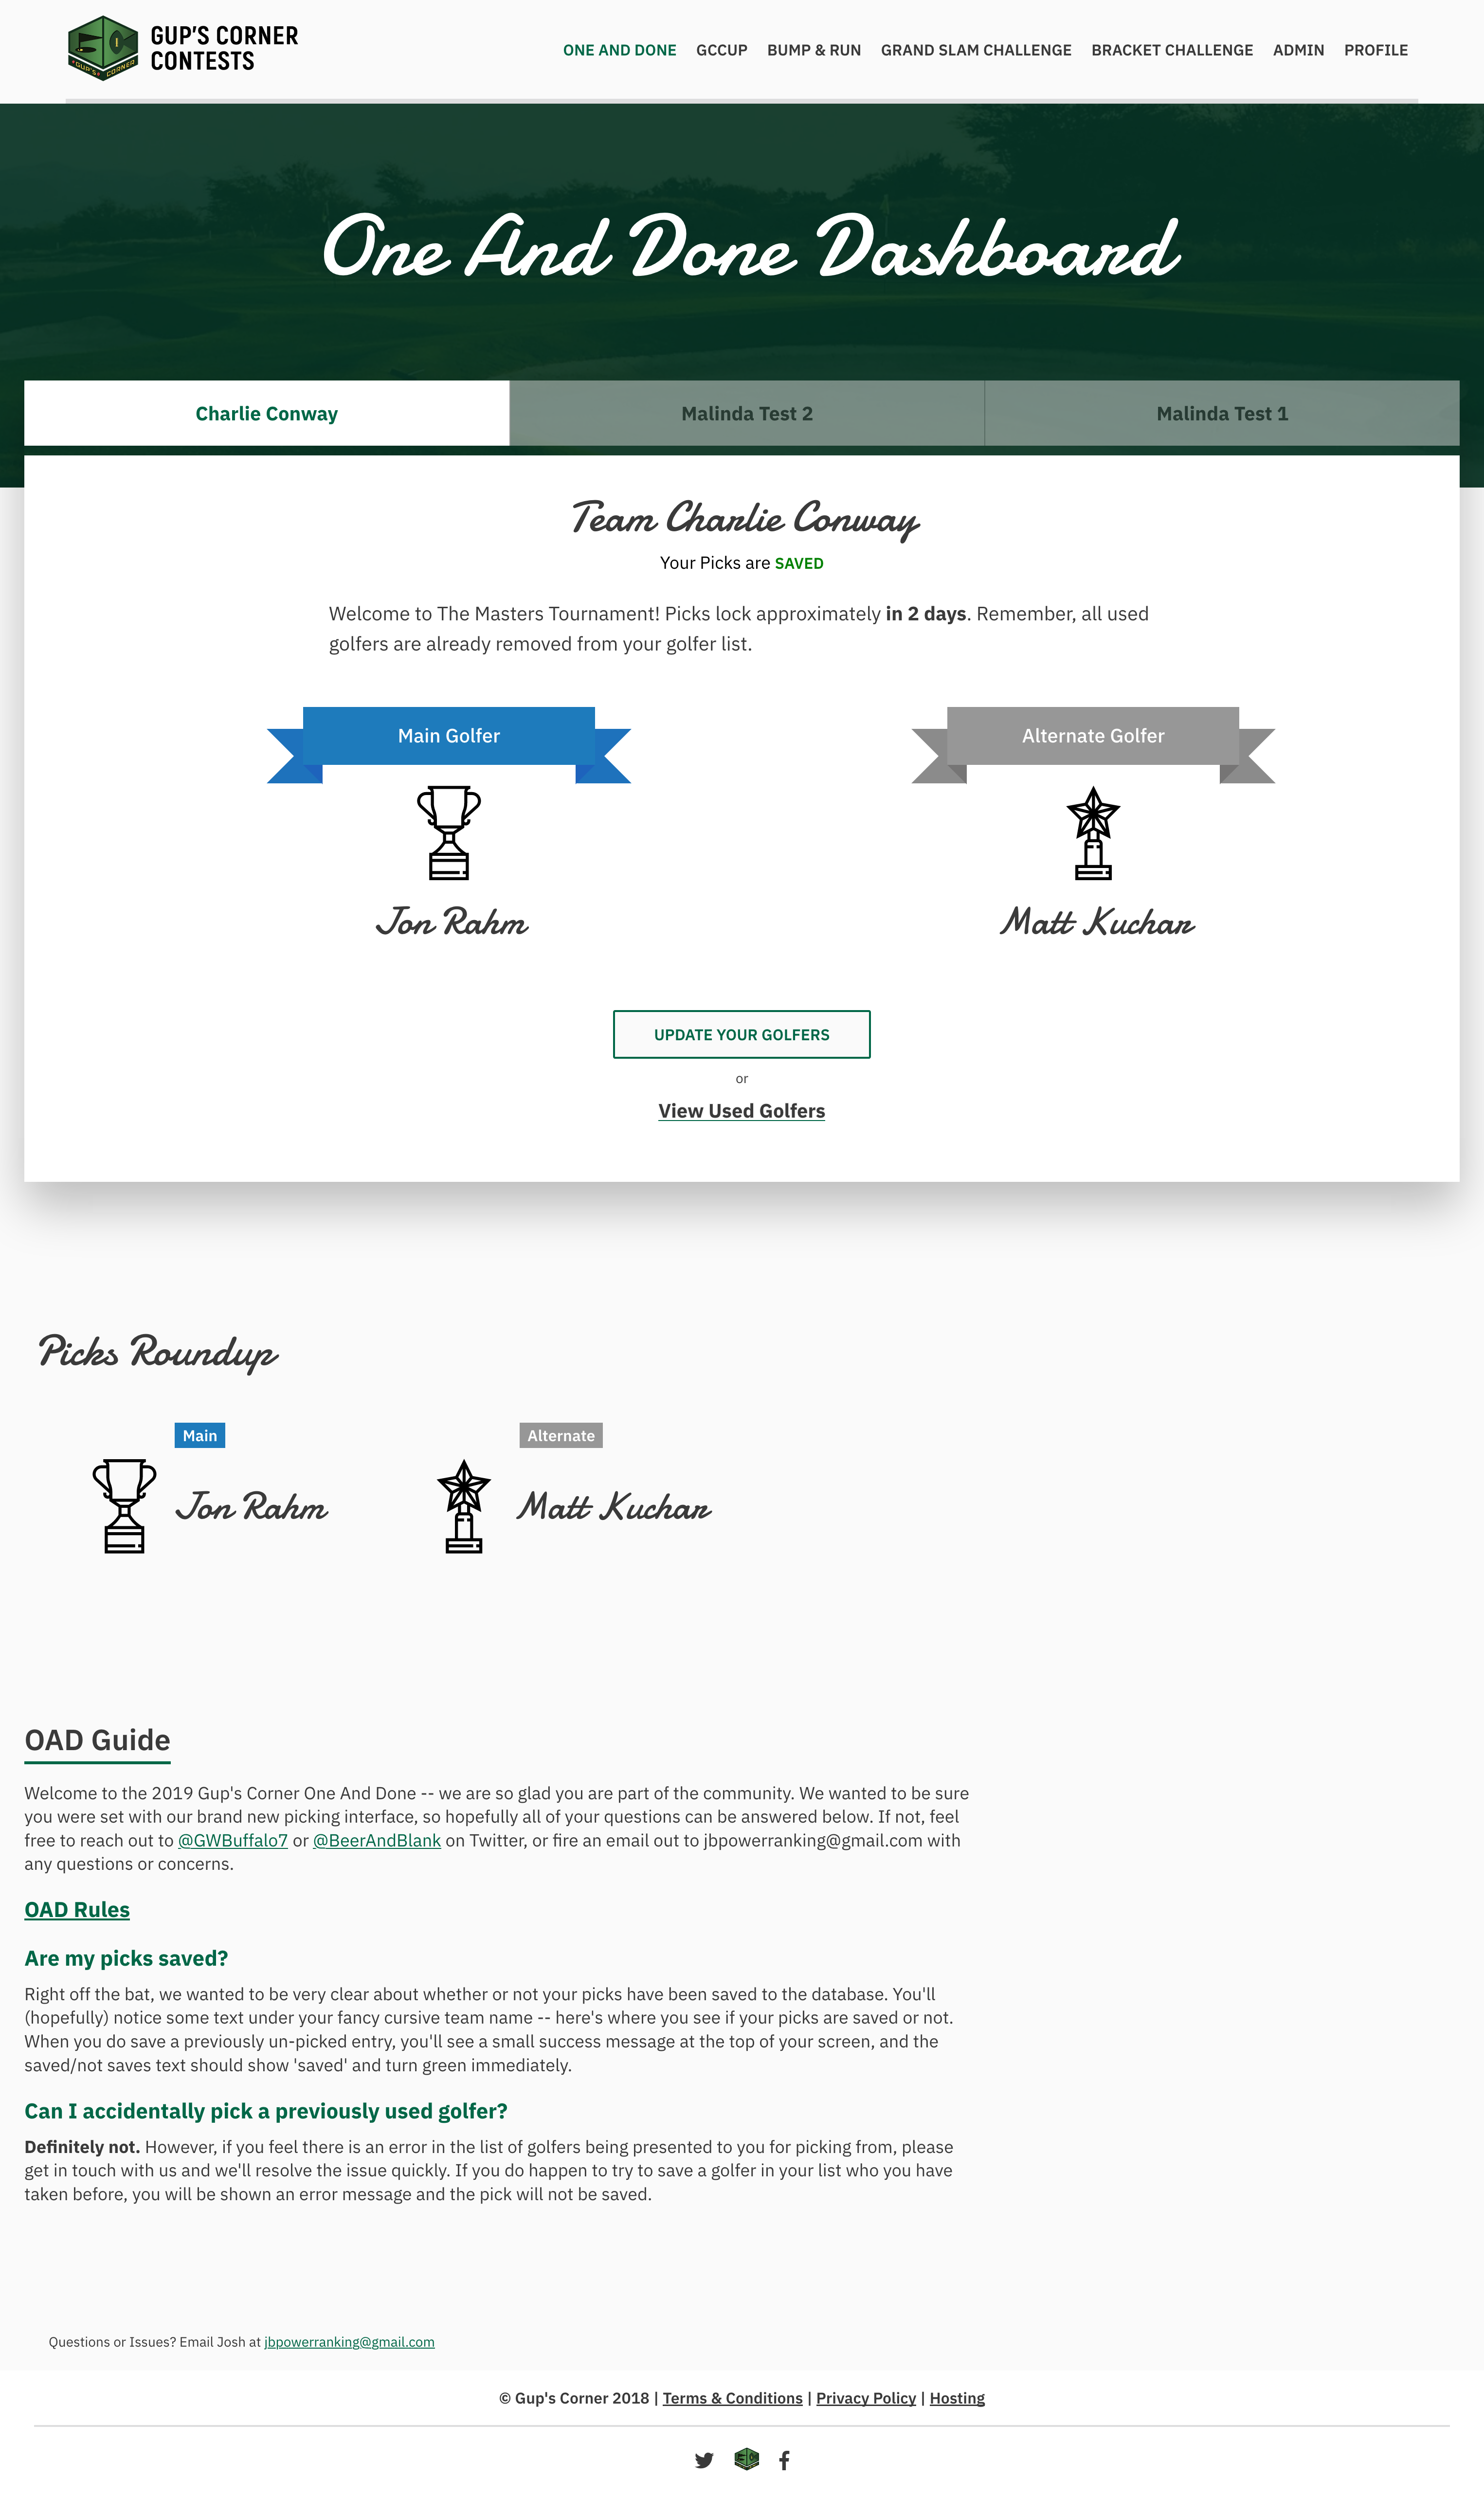 GUP'S CORNER
CONTESTS
GUP'S CORNER
ONE AND DONE GCCUP BUMP & RUN GRAND SLAM CHALLENGE BRACKET CHALLENGE ADMIN PROFILE
One And Done Dashboard
Charlie Conway Malinda Test 2 Malinda Test 1
Team Charlie Conway
Your Picks are SAVED
Welcome to The Masters Tournament! Picks lock approximately in 2 days. Remember, all used
golfers are already removed from your golfer list.
Main Golfer Alternate Golfer
Jon Rahm Matt Kuchar
UPDATE YOUR GOLFERS
or
View Used Golfers
Picks Roundup
Main Alternate
Jon Rahm Matt Kuchar
OAD Guide
Welcome to the 2019 Gup's Corner One And Done -- we are so glad you are part of the community. We wanted to be sure
you were set with our brand new picking interface, so hopefully all of your questions can be answered below. If not, feel
free to reach out to @GWBuffalo7 or @BeerAndBlank on Twitter, or fire an email out to jbpowerranking@gmail.com with
any questions or concerns.
OAD Rules
Are my picks saved?
Right off the bat, we wanted to be very clear about whether or not your picks have been saved to the database. You'll
(hopefully) notice some text under your fancy cursive team name -- here's where you see if your picks are saved or not.
When you do save a previously un-picked entry, you'll see a small success message at the top of your screen, and the
saved/not saves text should show 'saved' and turn green immediately.
Can I accidentally pick a previously used golfer?
Definitely not. However, if you feel there is an error in the list of golfers being presented to you for picking from, please
get in touch with us and we'll resolve the issue quickly. If you do happen to try to save a golfer in your list who you have
taken before, you will be shown an error message and the pick will not be saved.
Questions or Issues? Email Josh at jbpowerranking@gmail.com
© Gup's Corner 2018 | Terms & Conditions | Privacy Policy | Hosting